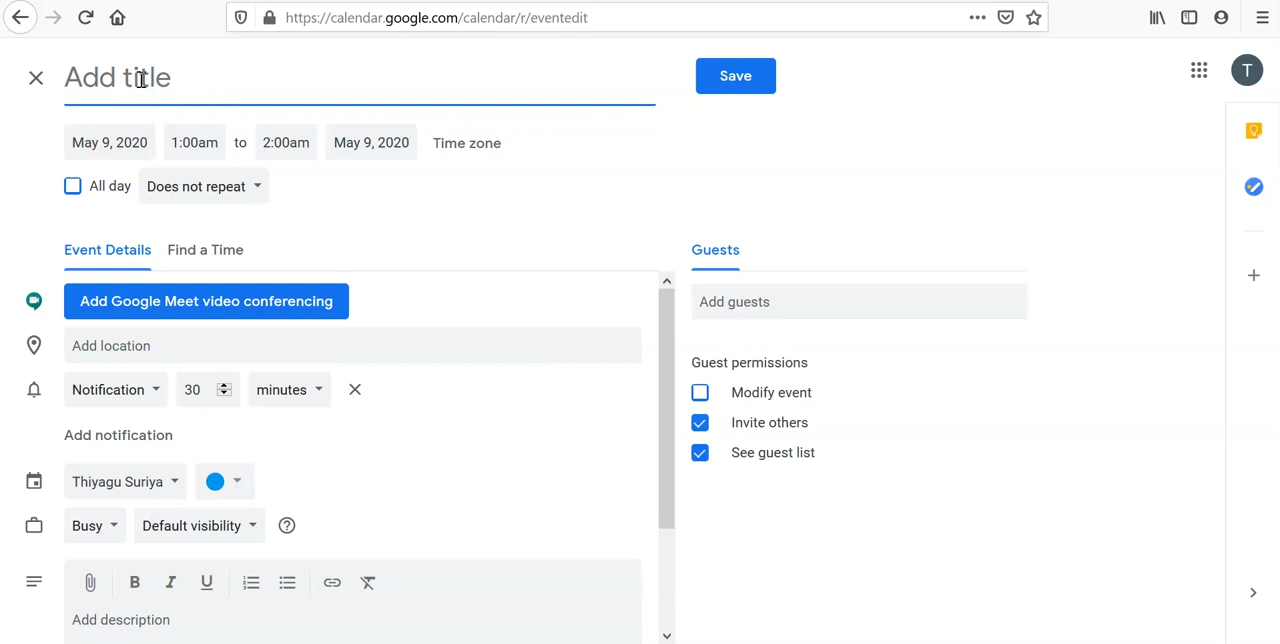 https://calendar.google.com/calendar/r/eventedit
Add title
Save
T
May 9, 2020 1:00am to 2:00am May 9, 2020 Time zone
All day Does not repeat
Event Details Find a Time
Guests
Add Google Meet video conferencing
Add guests
Add location
Guest permissions
Notification 30 minutes
Modify event
Invite others
Add notification
See guest list
Thiyagu Suriya
Busy Default visibility
B I U
Add description